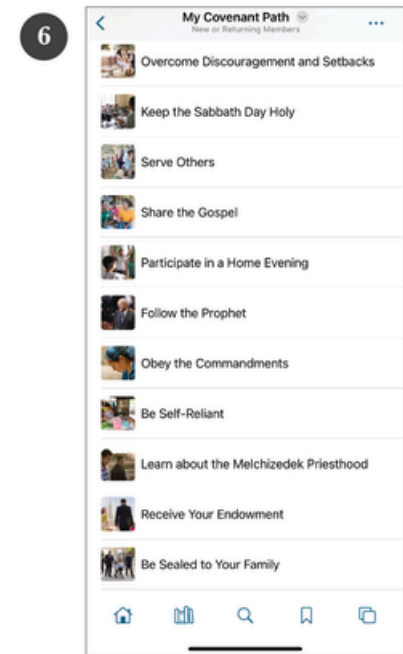 6
My Covenant Path
New or Returning Members
Overcome Discouragement and Setbacks
Keep the Sabbath Day Holy
Serve Others
Share the Gospel
Participate in a Home Evening
Follow the Prophet
Obey the Commandments
Be Self-Reliant
Learn about the Melchizedek Priesthood
Receive Your Endowment
Be Sealed to Your Family